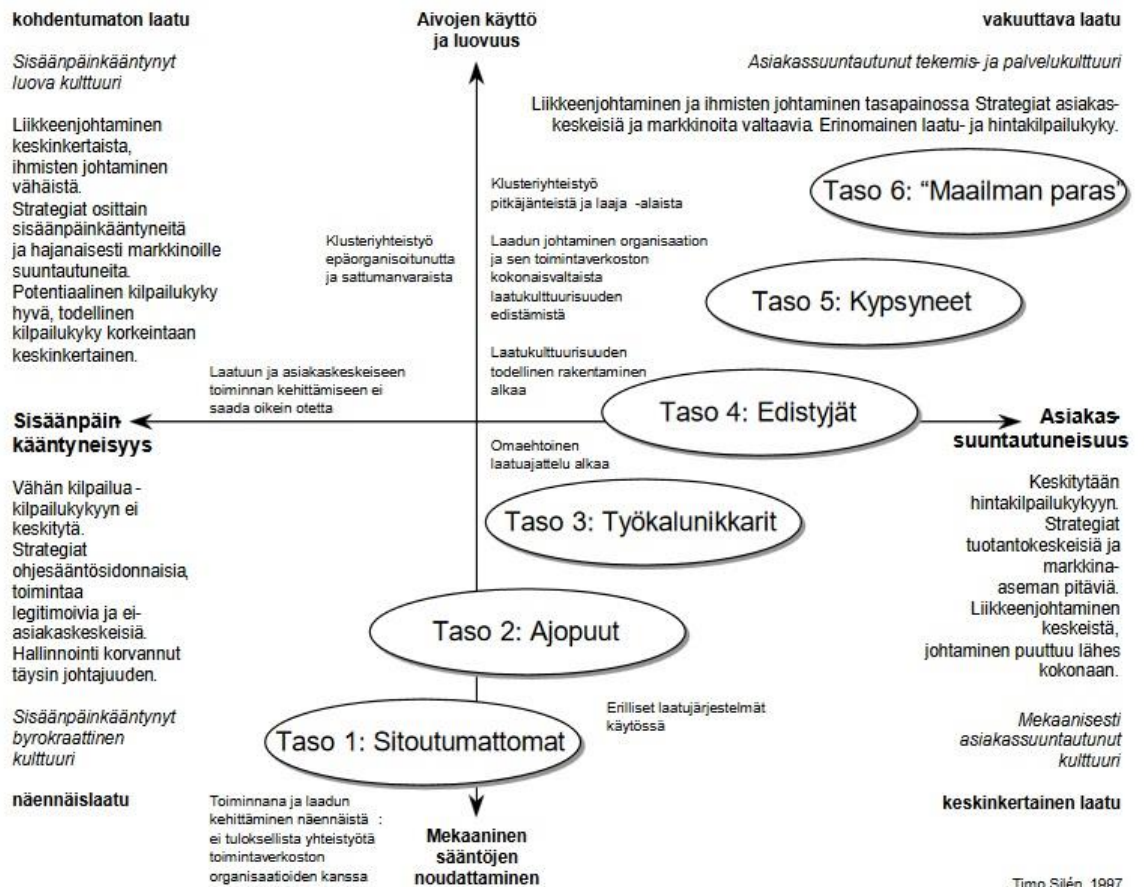 kohdentumaton laatu
Sisäänpäinkääntynyt
luova kulttuuri
Liikkeenjohtaminen
keskinkertaista,
ihmisten johtaminen
vähäistä.
Strategiat osittain
sisäänpäinkääntyneitä
ja hajanaisesti markkinoille
suuntautuneita.
Potentiaalinen kilpailukyky
hyvä, todellinen
kilpailukyky korkeintaan
keskinkertainen.
Aivojen käyttö
ja luovuus
vakuuttava laatu
Asiakassuuntautunut tekemis- ja palvelukulttuuri
Liikkeenjohtaminen ja ihmisten johtaminen tasapainossa Strategiat asiakas-
keskeisiä ja markkinoita valtaavia. Erinomainen laatu- ja hintakilpailukyky.
Taso 6: "Maailman paras"
Klusteriyhteistyö
pitkäjänteistä ja laaja -alaista
Klusteriyhteistyö
epäorganisoitunutta
ja sattumanvaraista
Laadun johtaminen organisaation
ja sen toimintaverkoston
kokonaisvaltaista
laatukulttuurisuuden
edistämistä
Taso 5: Kypsyneet
Laatukulttuurisuuden
todellinen rakentaminen
alkaa
Laatuun ja asiakaskeskeiseen
toiminnan kehittämiseen ei
saada oikein otetta
Taso 4: Edistyjät
Sisäänpäin-
kääntyneisyys
Asiakas-
suuntautuneisuus
Omaehtoinen
laatuajattelu alkaa
Taso 3: Työkalunikkarit
Vähän kilpailua -
kilpailukykyyn ei
keskitytä.
Strategiat
ohjesääntösidonnaisia,
toimintaa
legitimoivia ja ei-
asiakaskeskeisiä.
Hallinnointi korvannut
täysin johtajuuden.
Keskitytään
hintakilpailukykyyn.
Strategiat
tuotantokeskeisiä ja
markkina-
aseman pitäviä.
Liikkeenjohtaminen
keskeistä,
johtaminen puuttuu lähes
kokonaan.
Taso 2: Ajopuut
Erilliset laatujärjestelmät
käytössä
Sisäänpäinkääntynyt
byrokraattinen
kulttuuri
Taso 1: Sitoutumattomat
Mekaanisesti
asiakassuuntautunut
kulttuuri
näennäislaatu
Toiminnana ja laadun
kehittäminen näennäistä :
ei tuloksellista yhteistyötä
toimintaverkoston
organisaatioiden kanssa
Mekaaninen
sääntöjen
noudattaminen
keskinkertainen laatu
Timo Silén, 1997